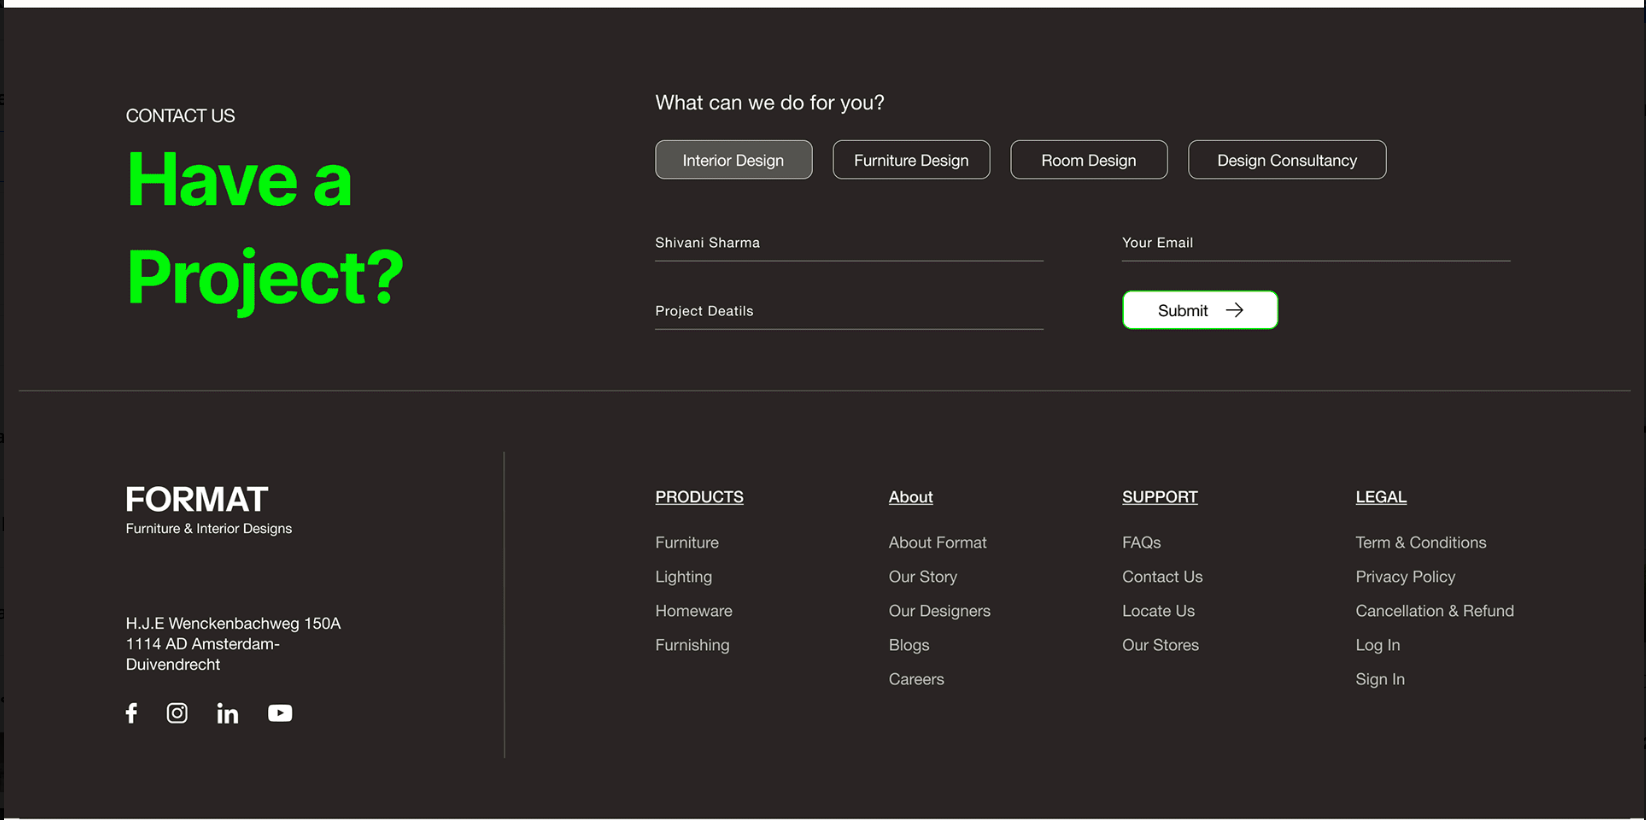 CONTACT US
Have a
Project?
What can we do for you?
Interior Design
Furniture Design
Room Design
Design Consultancy
Shivani Sharma
Your Email
Project Deatils
Submit
FORMAT
Furniture & Interior Designs
H.J.E Wenckenbachweg 150A
1114 AD Amsterdam-
Duivendrecht
PRODUCTS
Furniture
Lighting
Homeware
Furnishing
About
About Format
Our Story
Our Designers
Blogs
Careers
SUPPORT
FAQs
Contact Us
Locate Us
Our Stores
LEGAL
Term & Conditions
Privacy Policy
Cancellation & Refund
Log In
Sign In